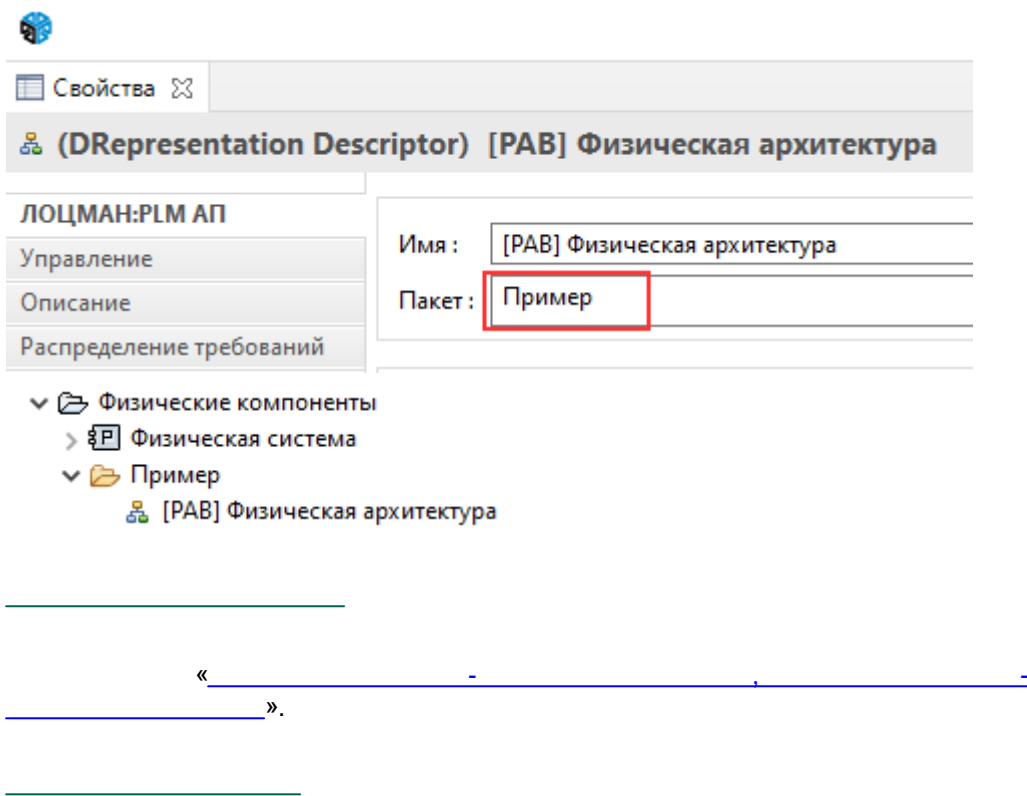 Свойства
(DRepresentation Descriptor) [PAB] Физическая архитектура
ЛОЦМАН:PLM АП
Управление
Описание
Распределение требований
Имя : [PAB] Физическая архитектура
Пакет : Пример
Физические компоненты
Физическая система
Пример
[PAB] Физическая архитектура
« - , -
».